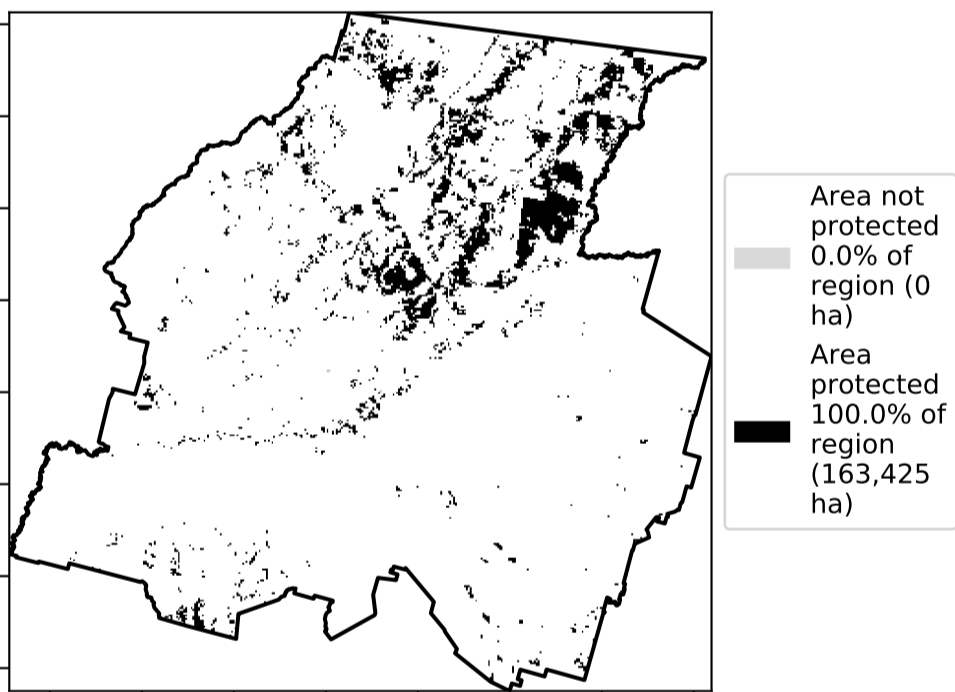 Area not
protected
0.0% of
region (0
ha)
Area
protected
100.0% of
region
(163,425
ha)